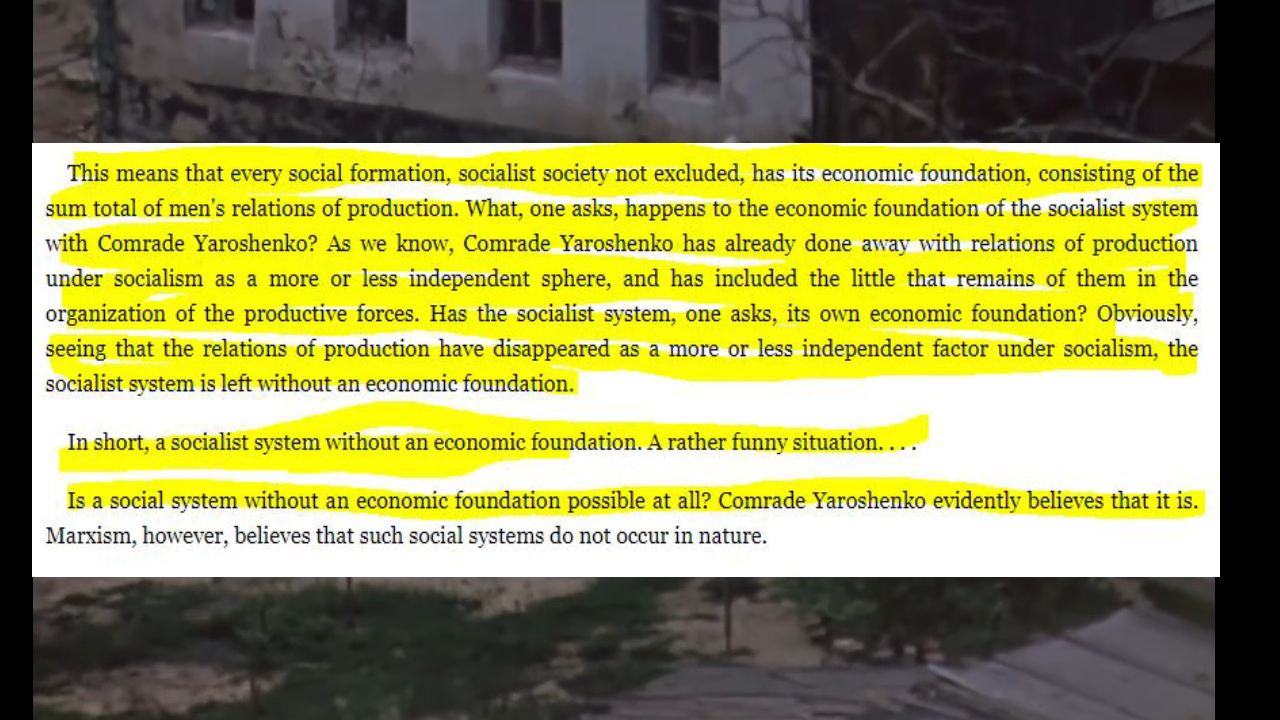 This means that every social formation, socialist society not excluded, has its economic foundation, consisting of the
sum total of men's relations of production. What, one asks, happens to the economic foundation of the socialist system
with Comrade Yaroshenko? As we know, Comrade Yaroshenko has already done away with relations of production
under socialism as a more or less independent sphere, and has included the little that remains of them in the
organization of the productive forces. Has the socialist system, one asks, its own economic foundation? Obviously,
seeing that the relations of production have disappeared as a more or less independent factor under socialism, the
socialist system is left without an economic foundation.
In short, a socialist system without an economic foundation. A rather funny situation. . . .
Is a social system without an economic foundation possible at all? Comrade Yaroshenko evidently believes that it is.
Marxism, however, believes that such social systems do not occur in nature.